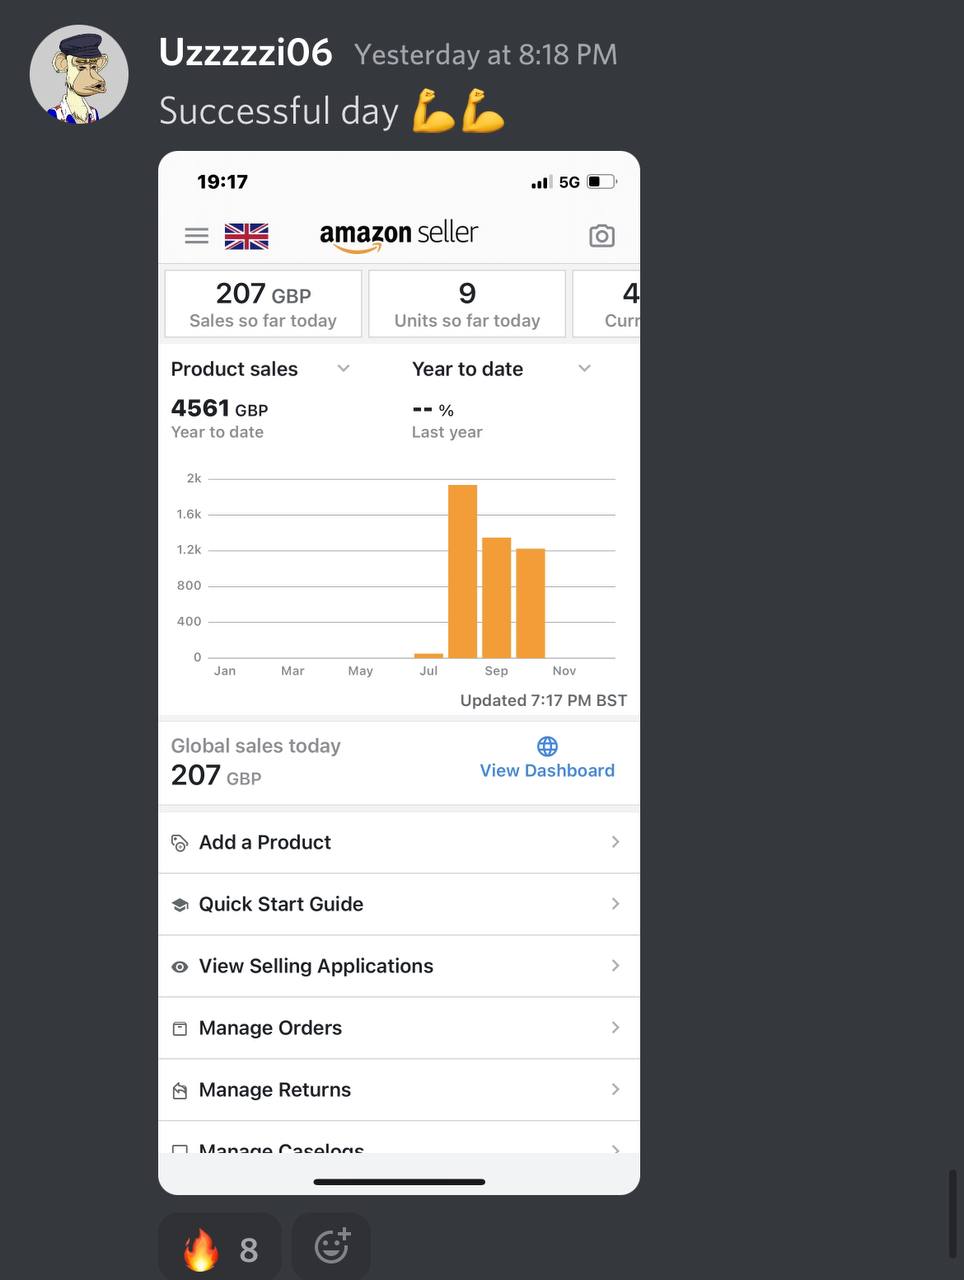 Uzzzzzi06 Yesterday at 8:18 PM
Successful day 💪💪
19:17 5G
amazon seller
207 GBP
Sales so far today
9
Units so far today
4
Curr
Product sales
Year to date
4561 GBP
Year to date
-- %
Last year
2k
1.6k
1.2k
800
400
0
Jan Mar May Jul Sep Nov
Updated 7:17 PM BST
Global sales today
207 GBP
View Dashboard
Add a Product
Quick Start Guide
View Selling Applications
Manage Orders
Manage Returns
Manage Caselogs
🔥 8